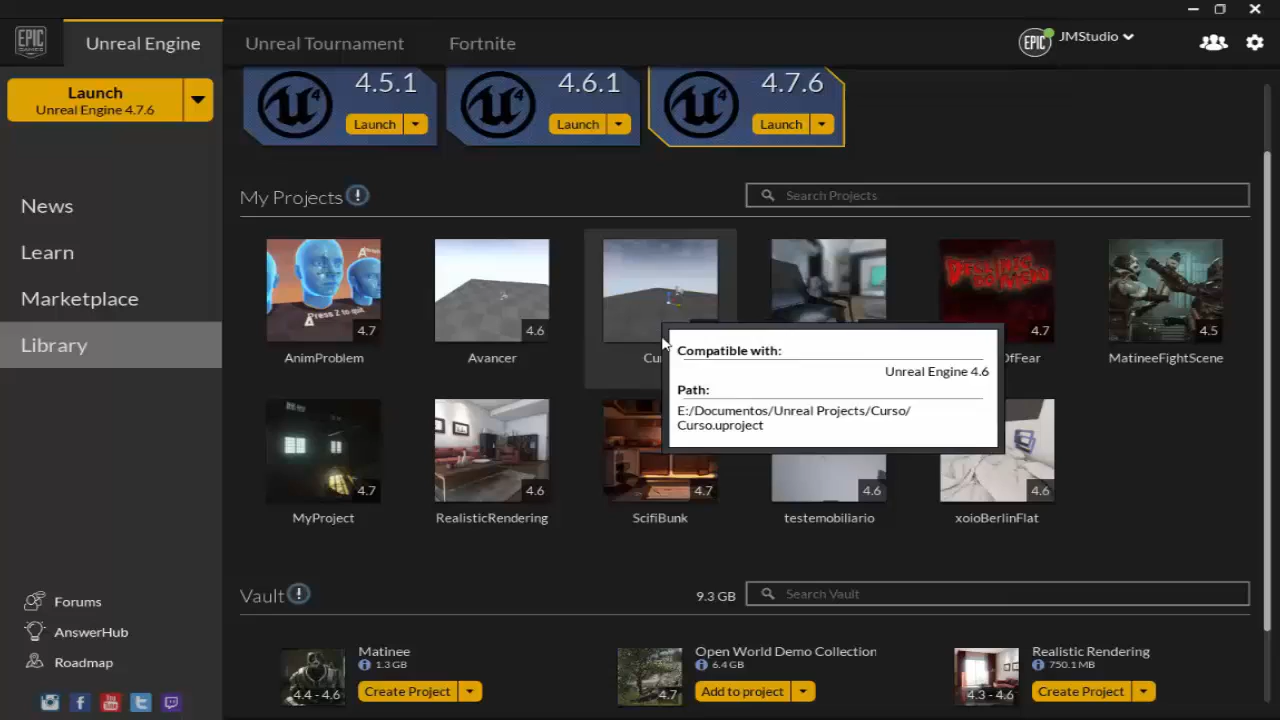 EPIC GAMES
Unreal Engine
Unreal Tournament
Fortnite
EPIC
JMStudio
Launch
Unreal Engine 4.7.6
4.5.1
Launch
4.6.1
Launch
4.7.6
Launch
News
Learn
Marketplace
Library
My Projects
Search Projects
4.7
AnimProblem
4.6
Avancer
Cu
4.7
OfFear
4.5
MatineeFightScene
Compatible with:
Unreal Engine 4.6
Path:
E:/Documentos/Unreal Projects/Curso/
Curso.uproject
4.7
MyProject
4.6
RealisticRendering
4.7
ScifiBunk
4.6
testemobiliario
4.6
xoioBerlinFlat
Vault
9.3 GB
Search Vault
4.4 - 4.6
Matinee
1.3 GB
Create Project
4.7
Open World Demo Collection
6.4 GB
Add to project
4.3 - 4.6
Realistic Rendering
750.1 MB
Create Project
Forums
AnswerHub
Roadmap